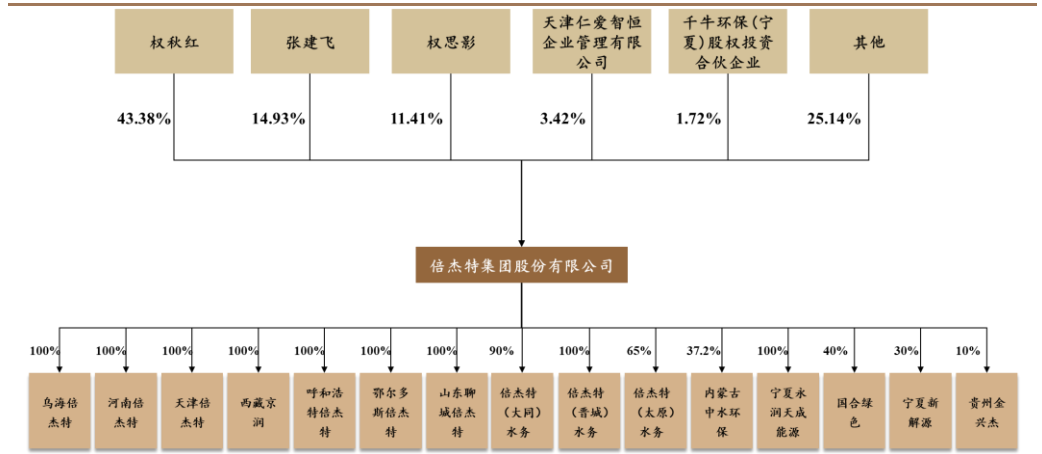 权秋红
张建飞
权思影
天津仁爱智恒
企业管理有限
公司
千牛环保(宁
夏)股权投资
合伙企业
其他
43.38%
14.93%
11.41%
3.42%
1.72%
25.14%
倍杰特集团股份有限公司
100%
100%
100%
100%
100%
100%
100%
90%
100%
65%
37.2%
100%
40%
30%
10%
乌海倍
杰特
河南倍
杰特
天津倍
杰特
西藏京
润
呼和浩
特倍杰
特
鄂尔多
斯倍杰
特
山东聊
城倍杰
特
倍杰特
（大同）
水务
倍杰特
（晋城）
水务
倍杰特
（太原）
水务
内蒙古
中水环
保
宁夏永
润天成
能源
国合绿
色
宁夏新
解源
贵州金
兴杰